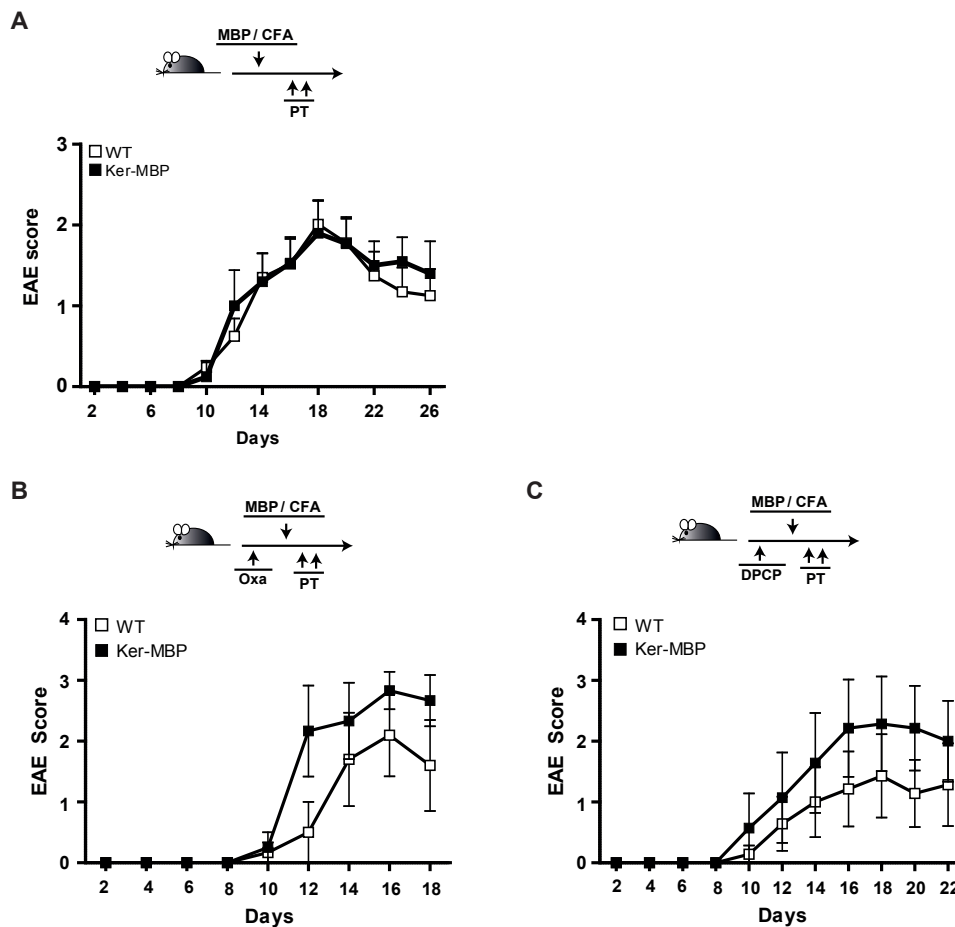 A
MBP / CFA
PT
3
WT
Ker-MBP
2
EAE score
1
0
2 6 10 14 18 22 26
Days
B
MBP / CFA
Oxa PT
4
WT
Ker-MBP
3
EAE Score
2
1
0
2 4 6 8 10 12 14 16 18
Days
C
MBP / CFA
DPCP PT
4
WT
Ker-MBP
3
EAE Score
2
1
0
2 4 6 8 10 12 14 16 18 20 22
Days